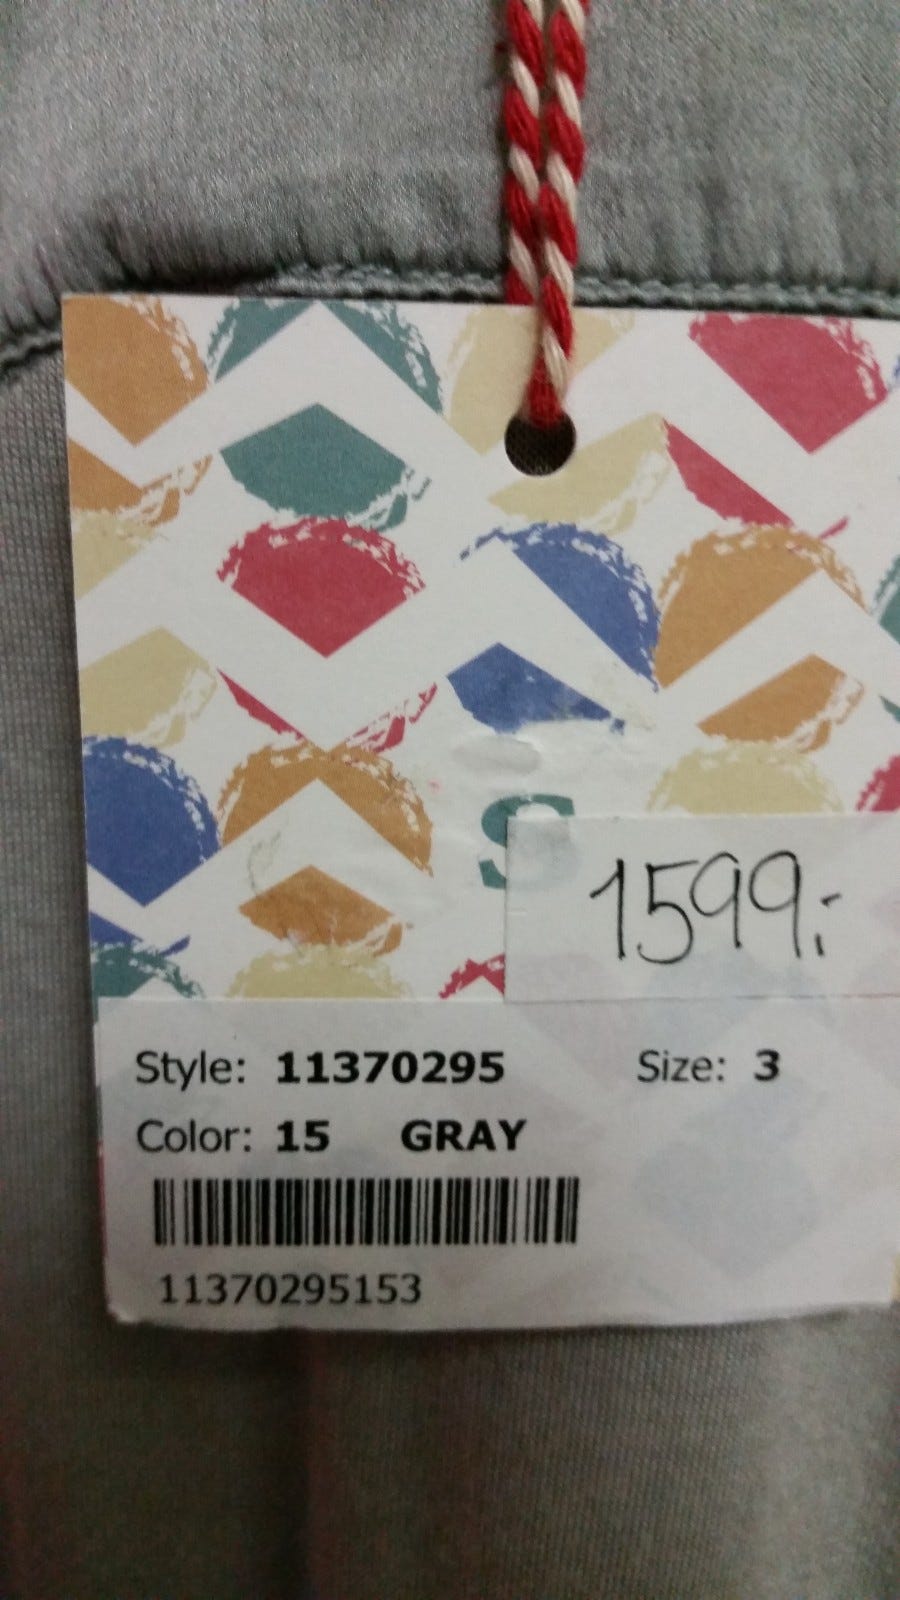 S
1599,-
Style: 11370295 Size: 3
Color: 15 GRAY
11370295153